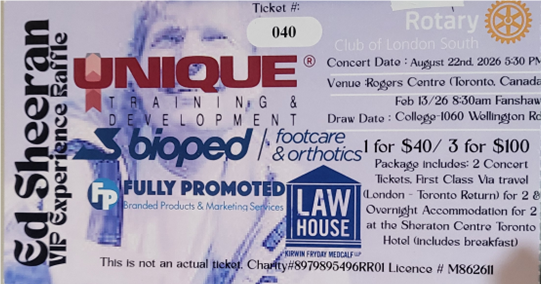 Ed Sheeran
VIP Experience Raffle
Ticket #:
040
Rotary
Club of London South
UNIQUE®
TRAINING &
DEVELOPMENT
bioped / footcare
& orthotics
FP FULLY PROMOTED
Branded Products & Marketing Services
LAW
HOUSE
KIRWIN FRYDAY MEDCALF LLP
Concert Date : August 22nd, 2026 5:30 PM
Venue :Rogers Centre (Toronto, Canada
Feb 13/26 8:30am Fanshaw
Draw Date : College-1060 Wellington Rd
1 for $40/ 3 for $100
Package includes: 2 Concert
Tickets, First Class Via travel
(London - Toronto Return) for 2 &
Overnight Accommodation for 2
at the Sheraton Centre Toronto
Hotel (includes breakfast)
This is not an actual ticket. Charity#8979895496RR01 Licence # M862611